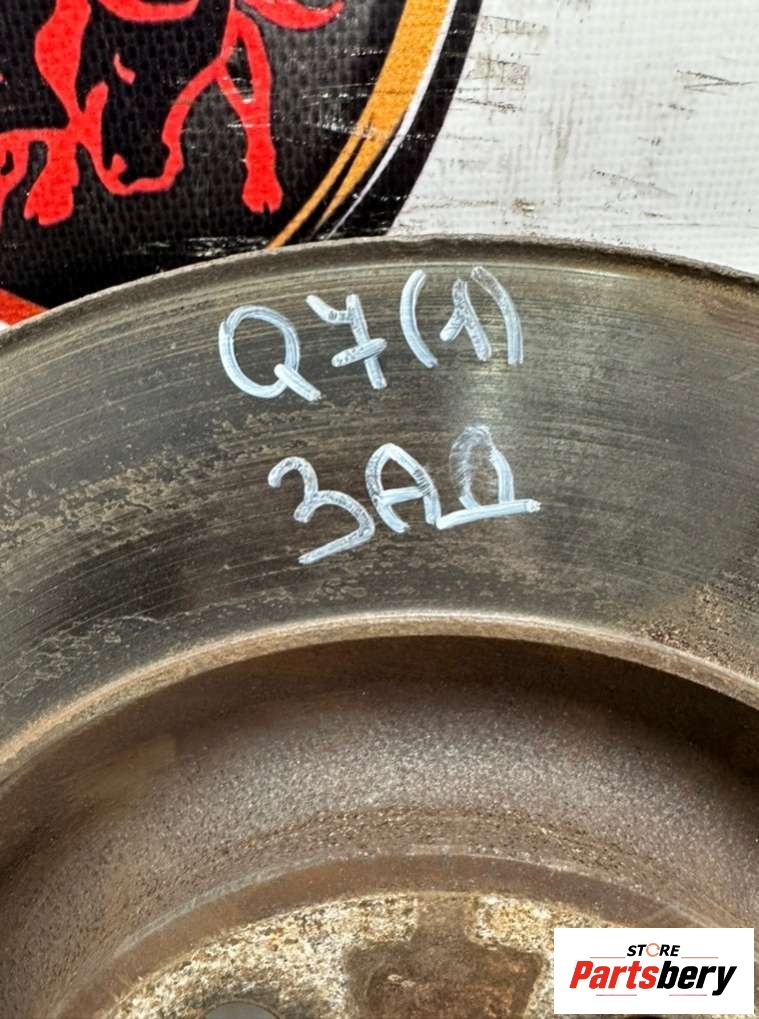 Q7(1)
ЗАД
STORE
Partsbery